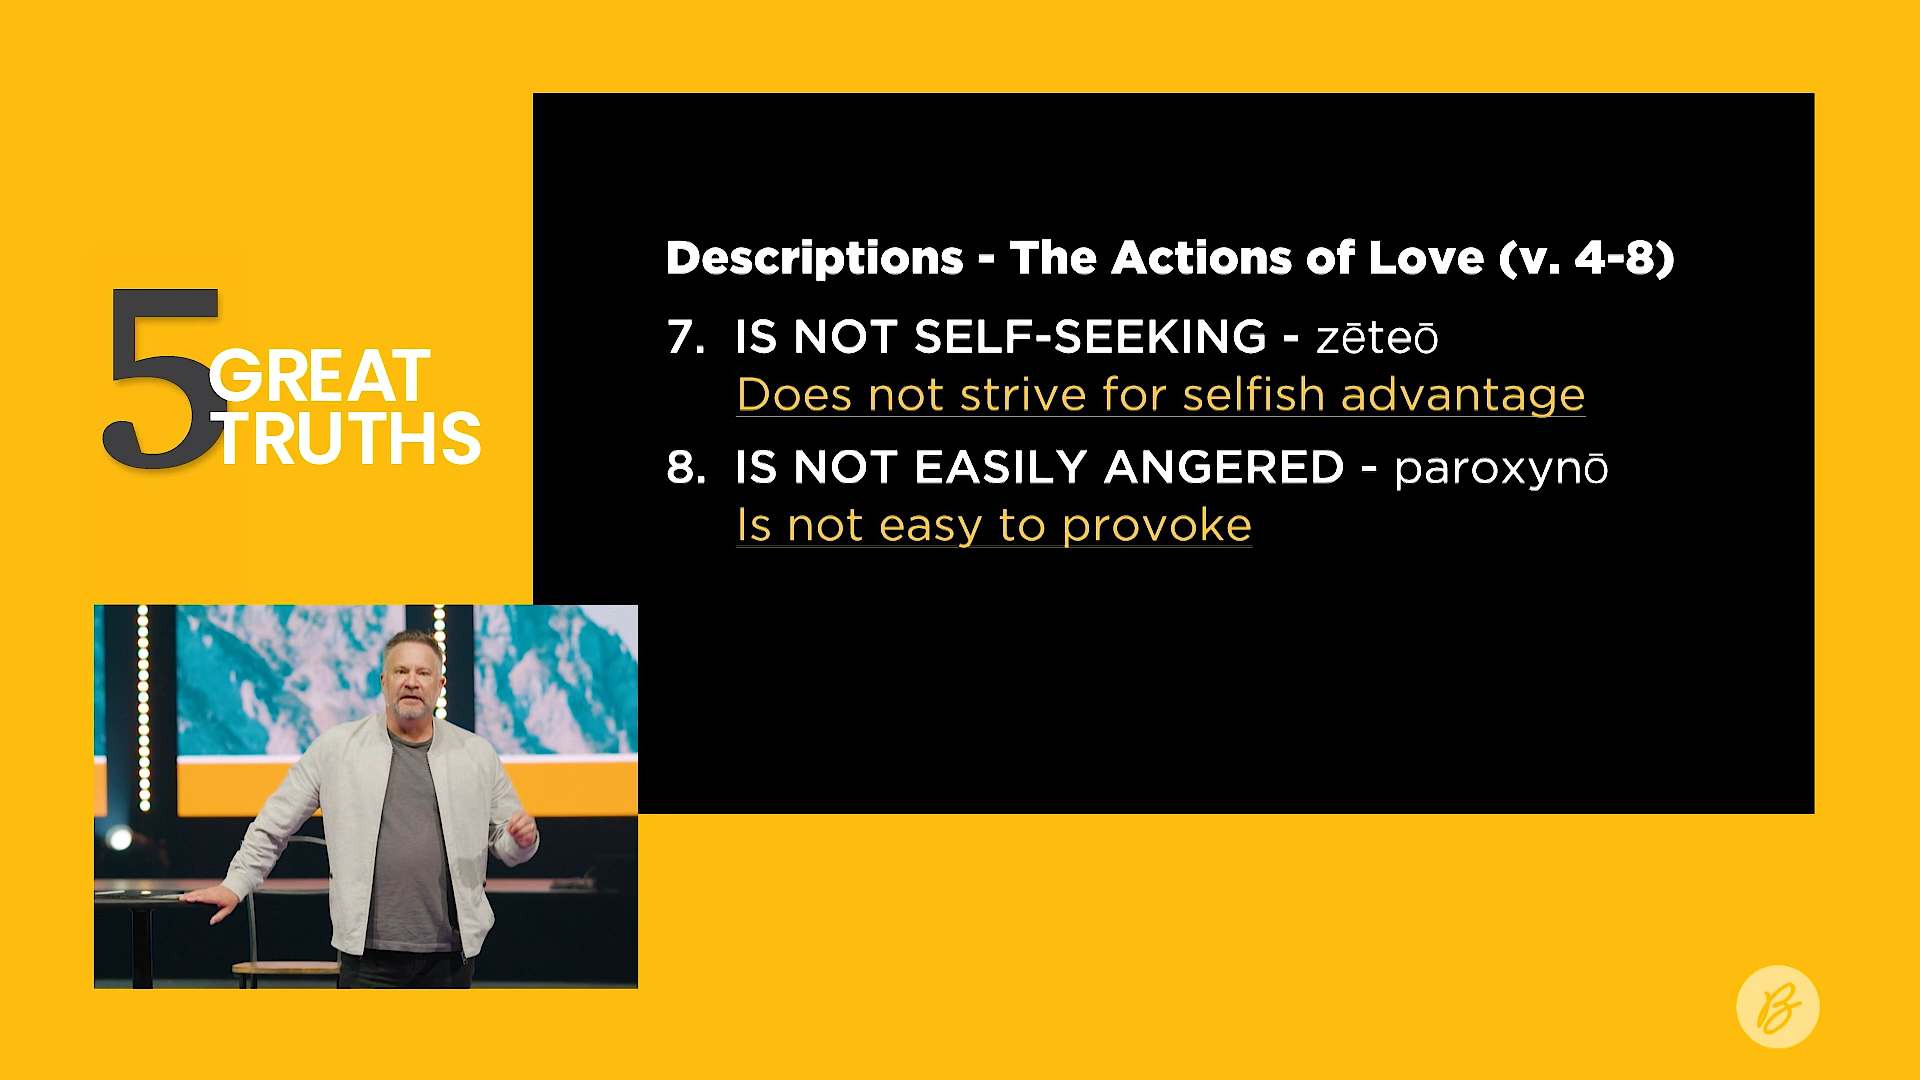 5
GREAT
TRUTHS
Descriptions - The Actions of Love (v. 4-8)
7. IS NOT SELF-SEEKING - zēteō
Does not strive for selfish advantage
8. IS NOT EASILY ANGERED - paroxynō
Is not easy to provoke
B